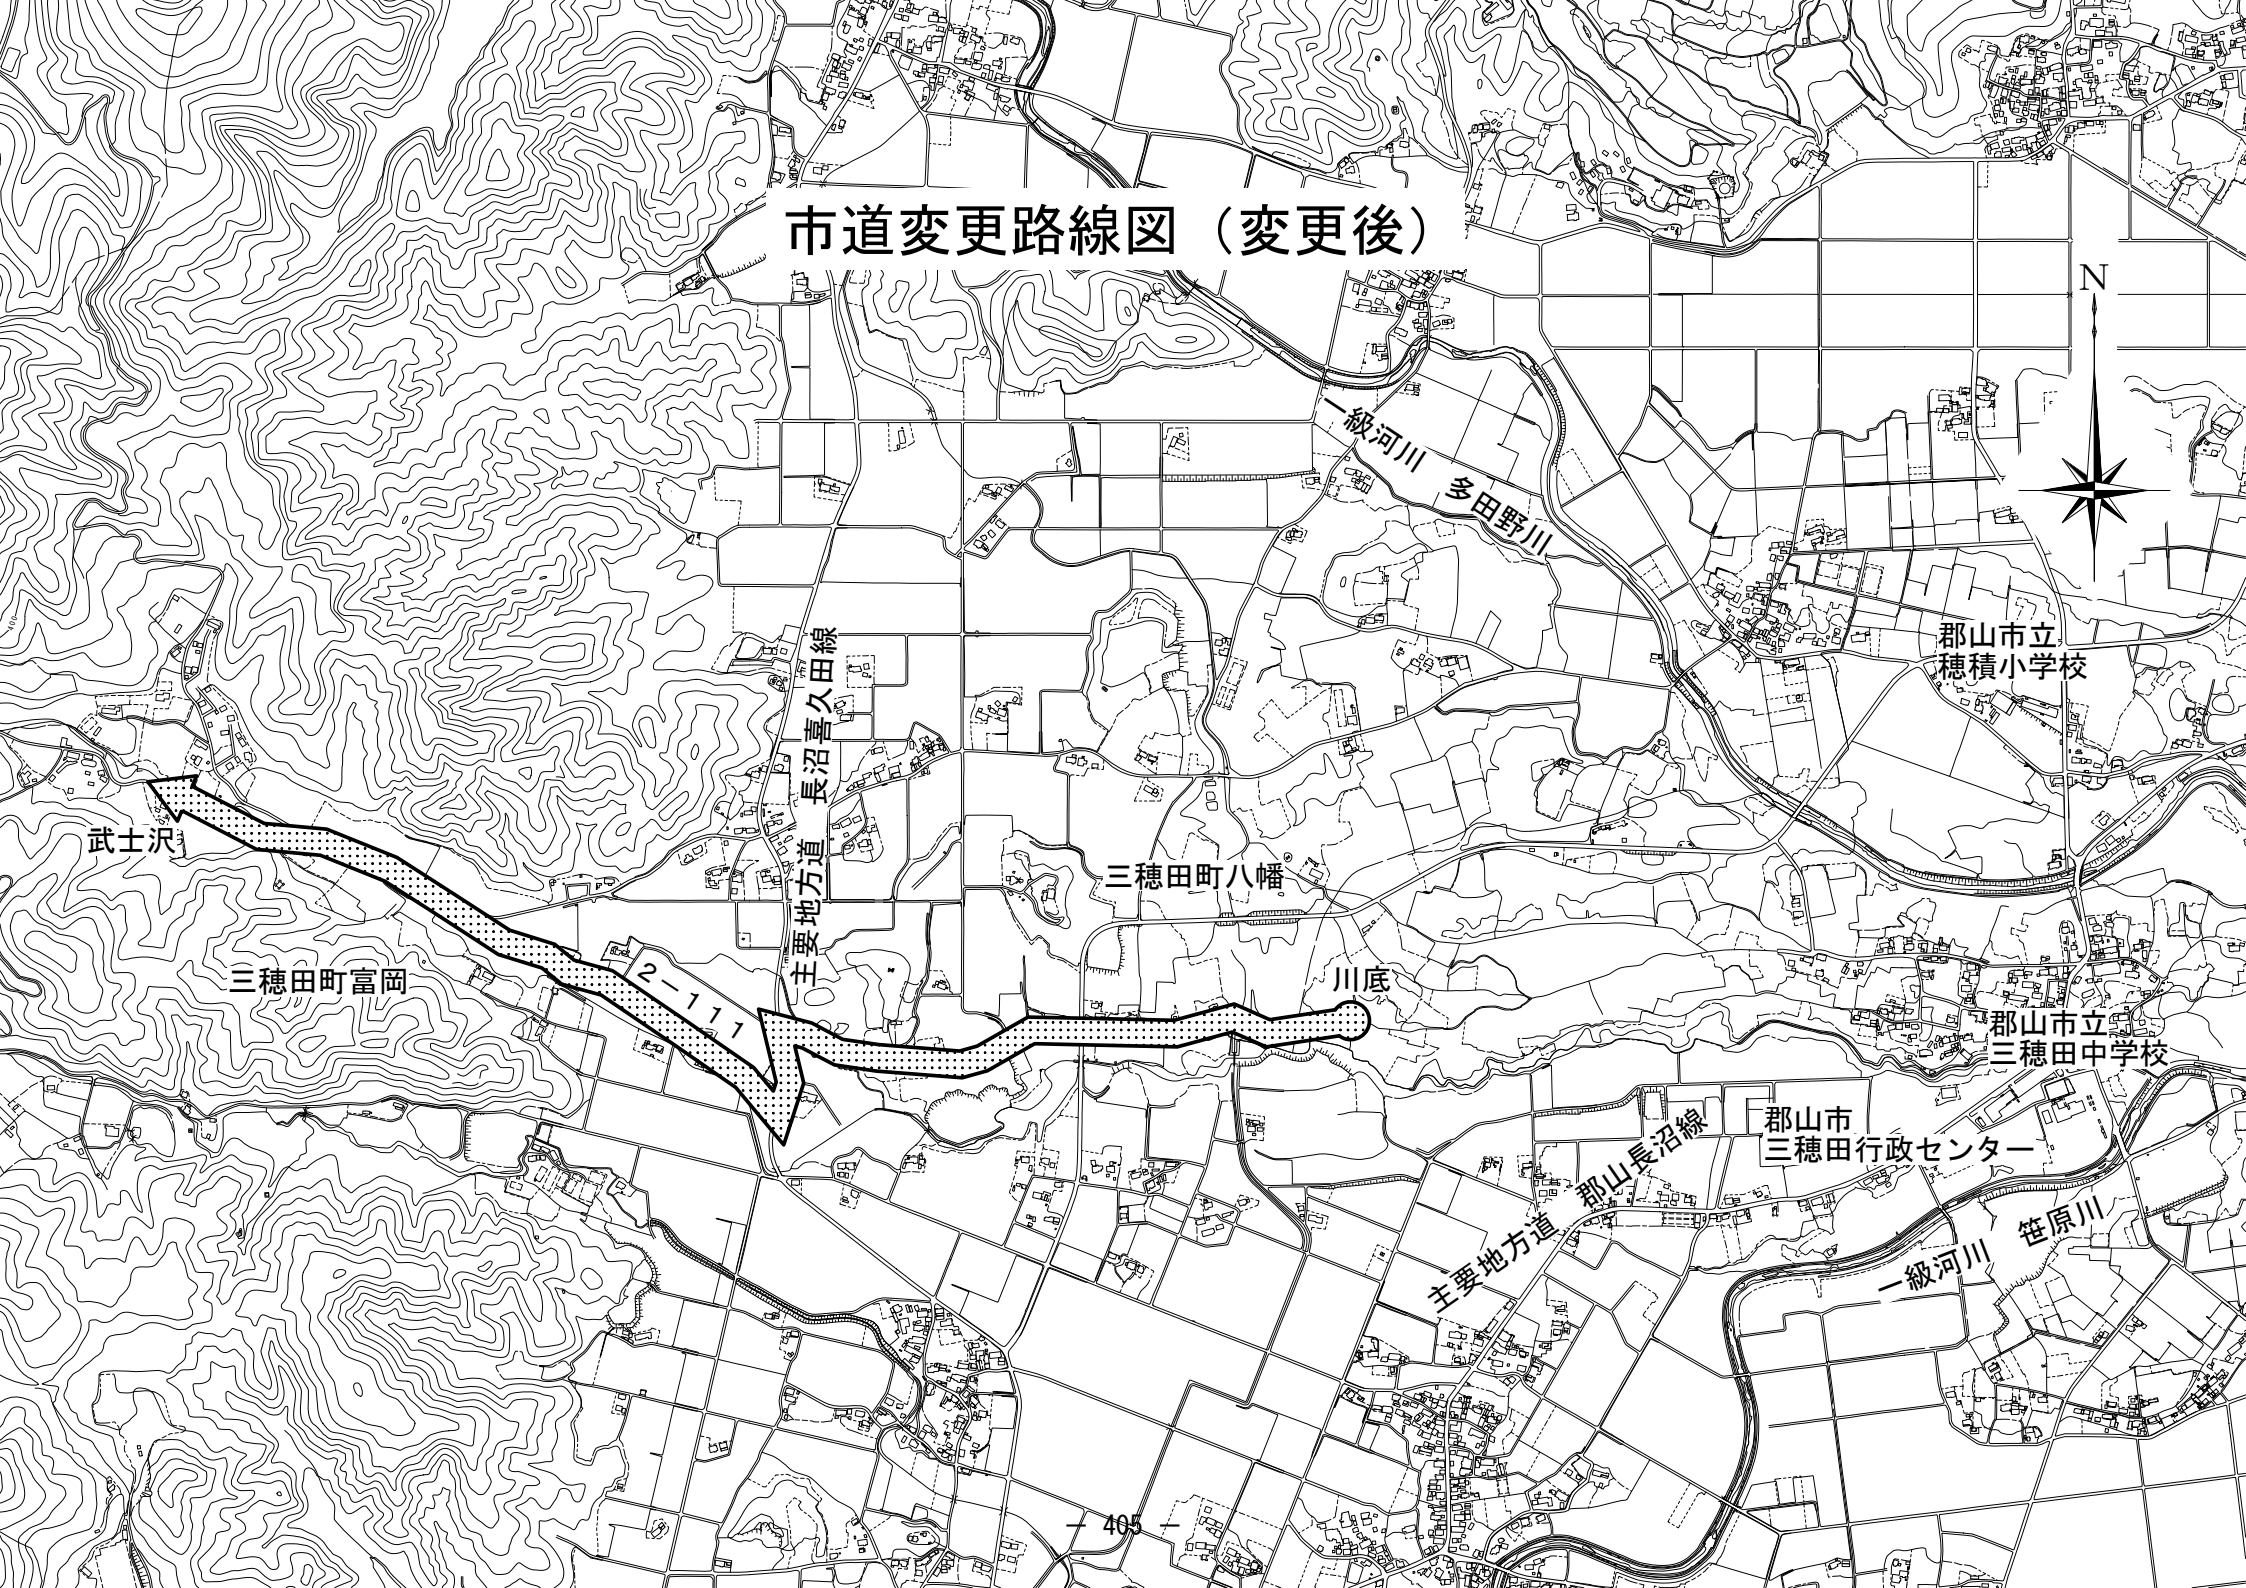 市道変更路線図（変更後）
N
一級河川　多田野川
郡山市立
穂積小学校
主要地方道　長沼喜久田線
武士沢
三穂田町八幡
三穂田町富岡
2－111
川底
郡山市立
三穂田中学校
郡山市
三穂田行政センター
主要地方道　郡山長沼線
一級河川　笹原川
－ 405 －